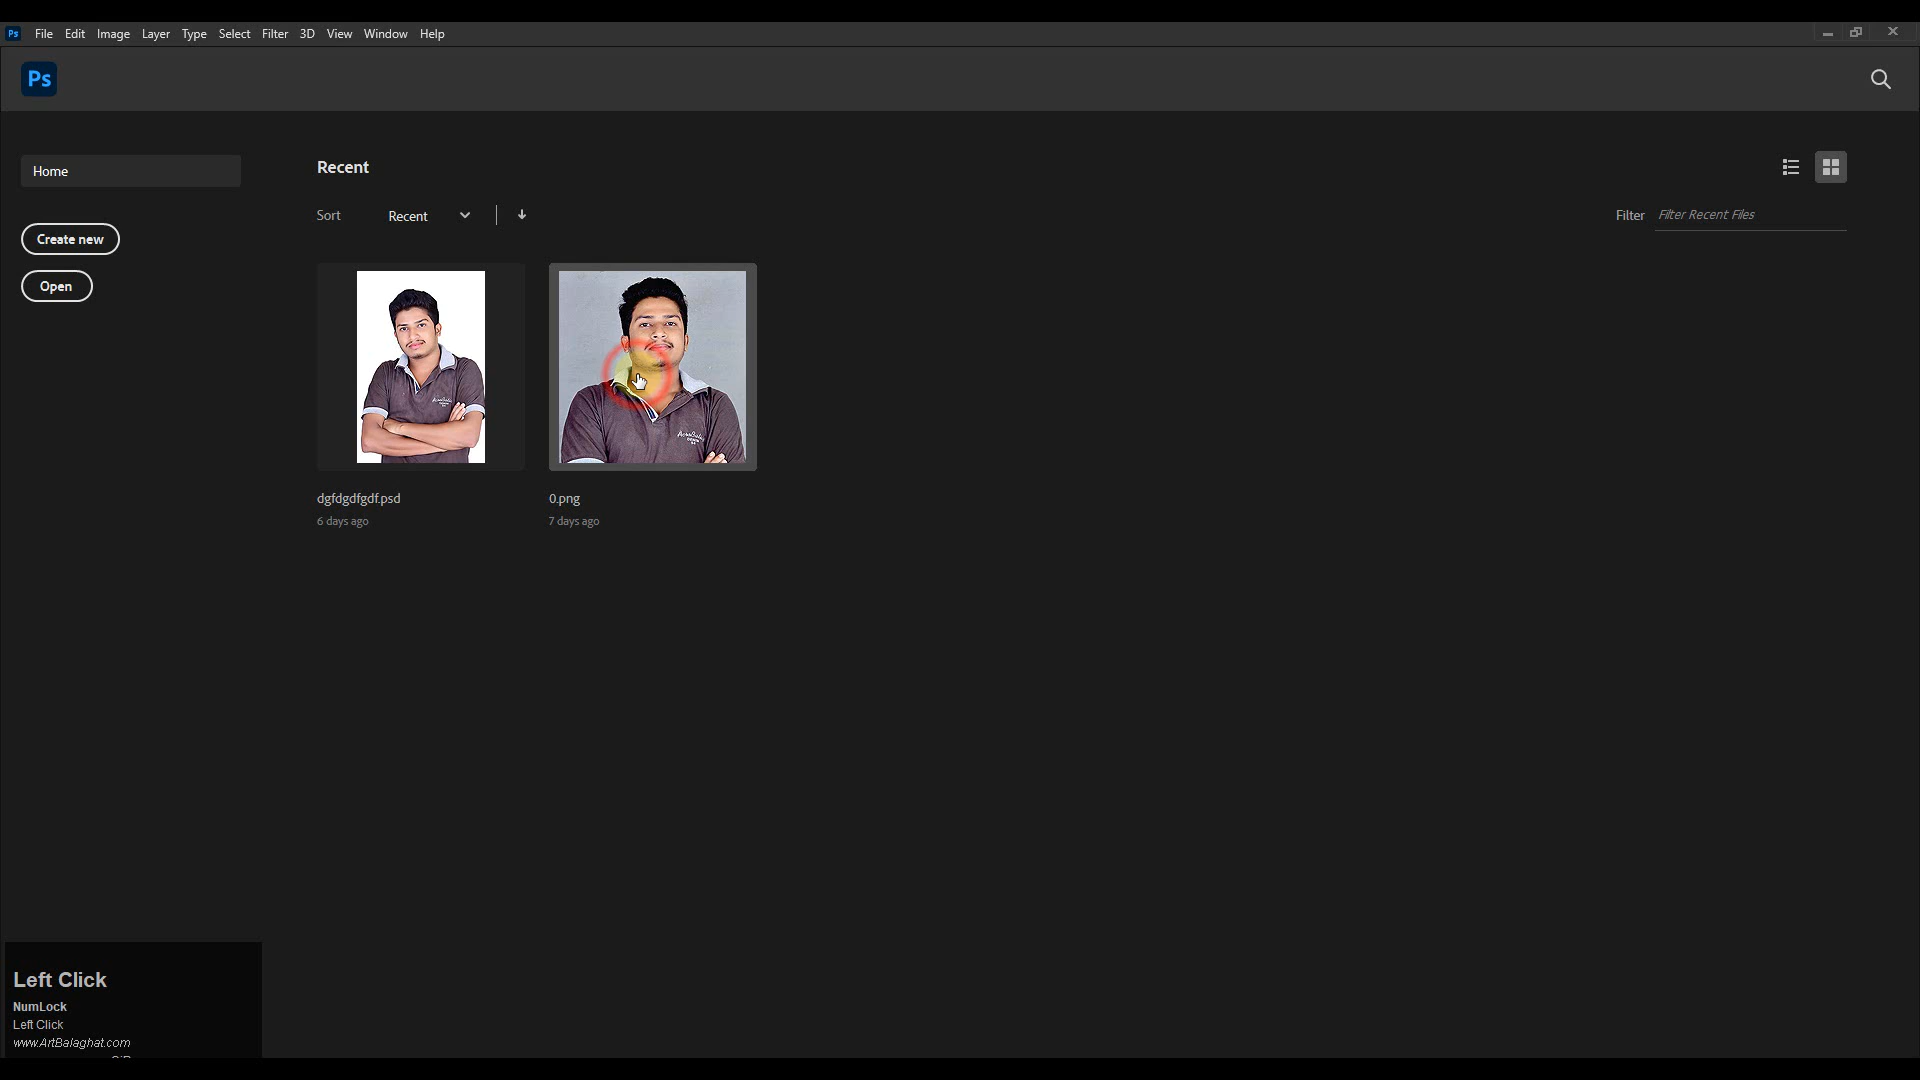 Ps File Edit Image Layer Type Select Filter 3D View Window Help
Ps
Home
Create new
Open
Recent
Sort Recent
Filter Filter Recent Files
dgfdgdfgdf.psd
6 days ago
0.png
7 days ago
Left Click
NumLock
Left Click
www.ArtBalaghat.com